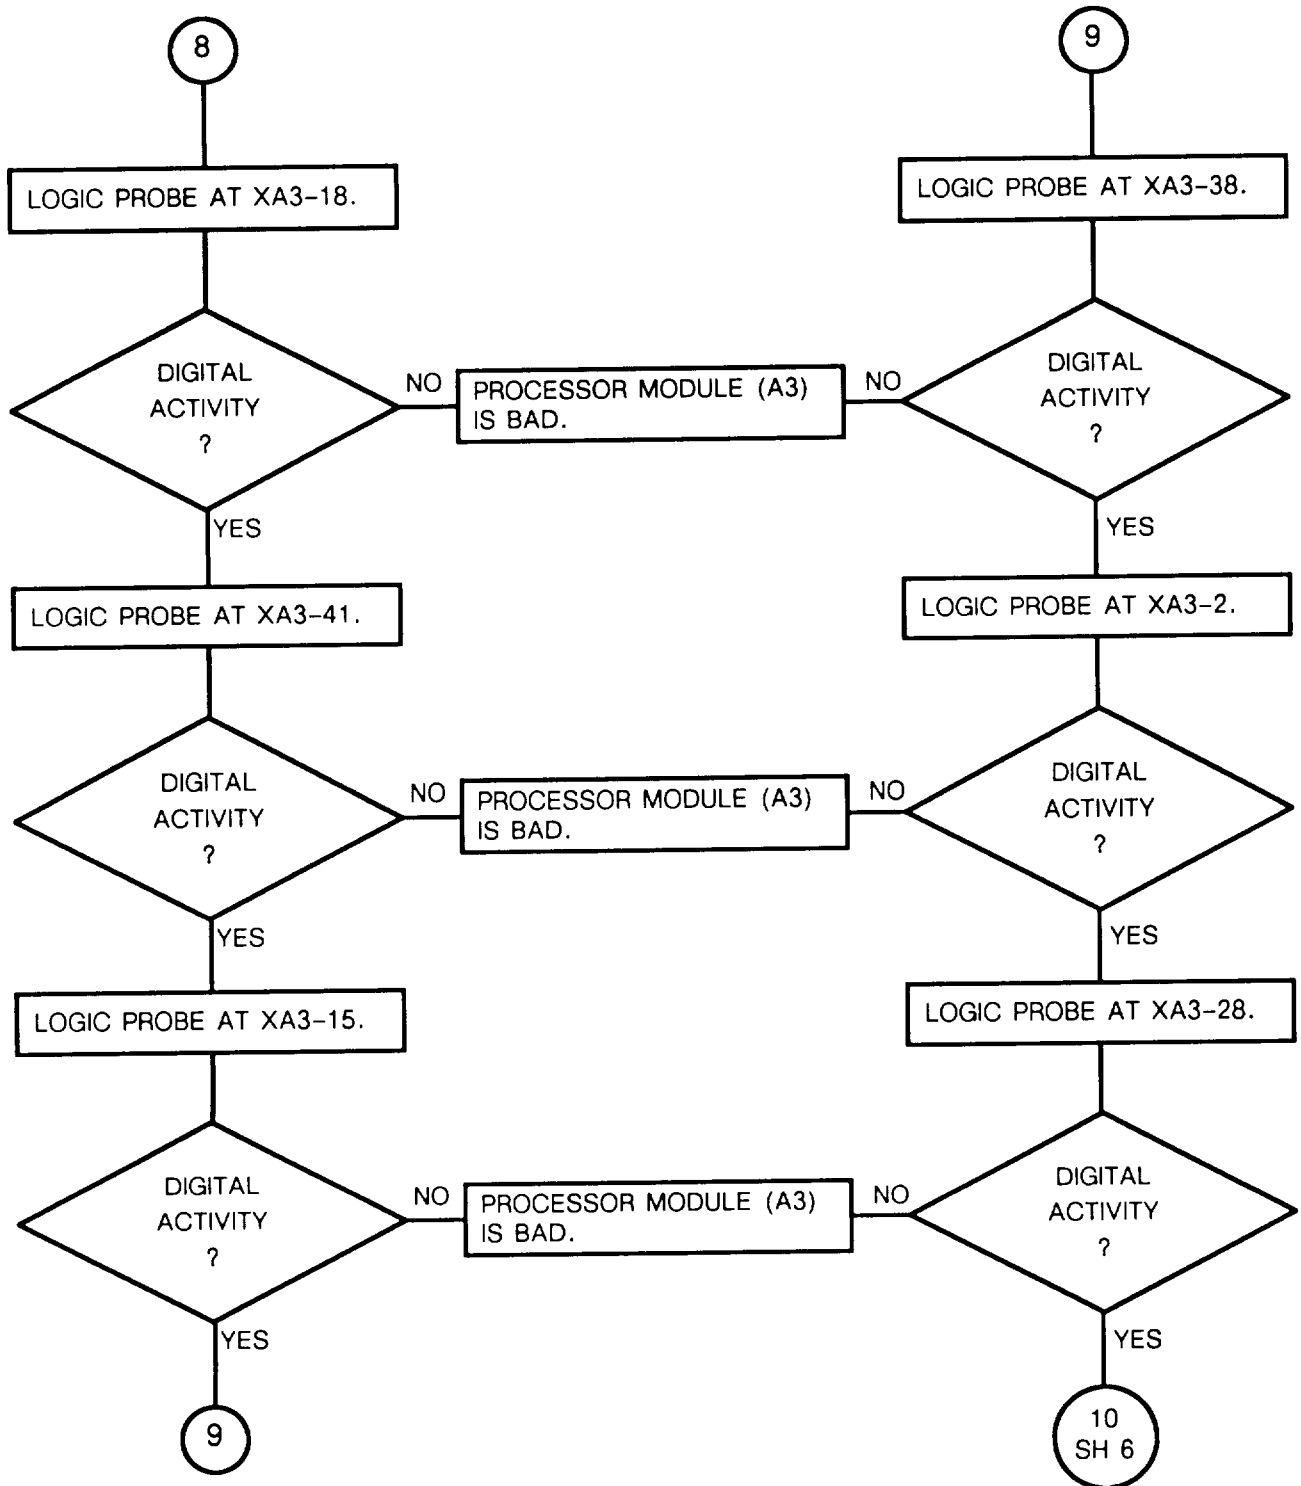 8
LOGIC PROBE AT XA3-18.
DIGITAL
ACTIVITY
?
NO
PROCESSOR MODULE (A3)
IS BAD.
YES
LOGIC PROBE AT XA3-41.
DIGITAL
ACTIVITY
?
NO
PROCESSOR MODULE (A3)
IS BAD.
YES
LOGIC PROBE AT XA3-15.
DIGITAL
ACTIVITY
?
NO
PROCESSOR MODULE (A3)
IS BAD.
YES
9
9
LOGIC PROBE AT XA3-38.
NO
DIGITAL
ACTIVITY
?
YES
LOGIC PROBE AT XA3-2.
NO
DIGITAL
ACTIVITY
?
YES
LOGIC PROBE AT XA3-28.
NO
DIGITAL
ACTIVITY
?
YES
10
SH 6